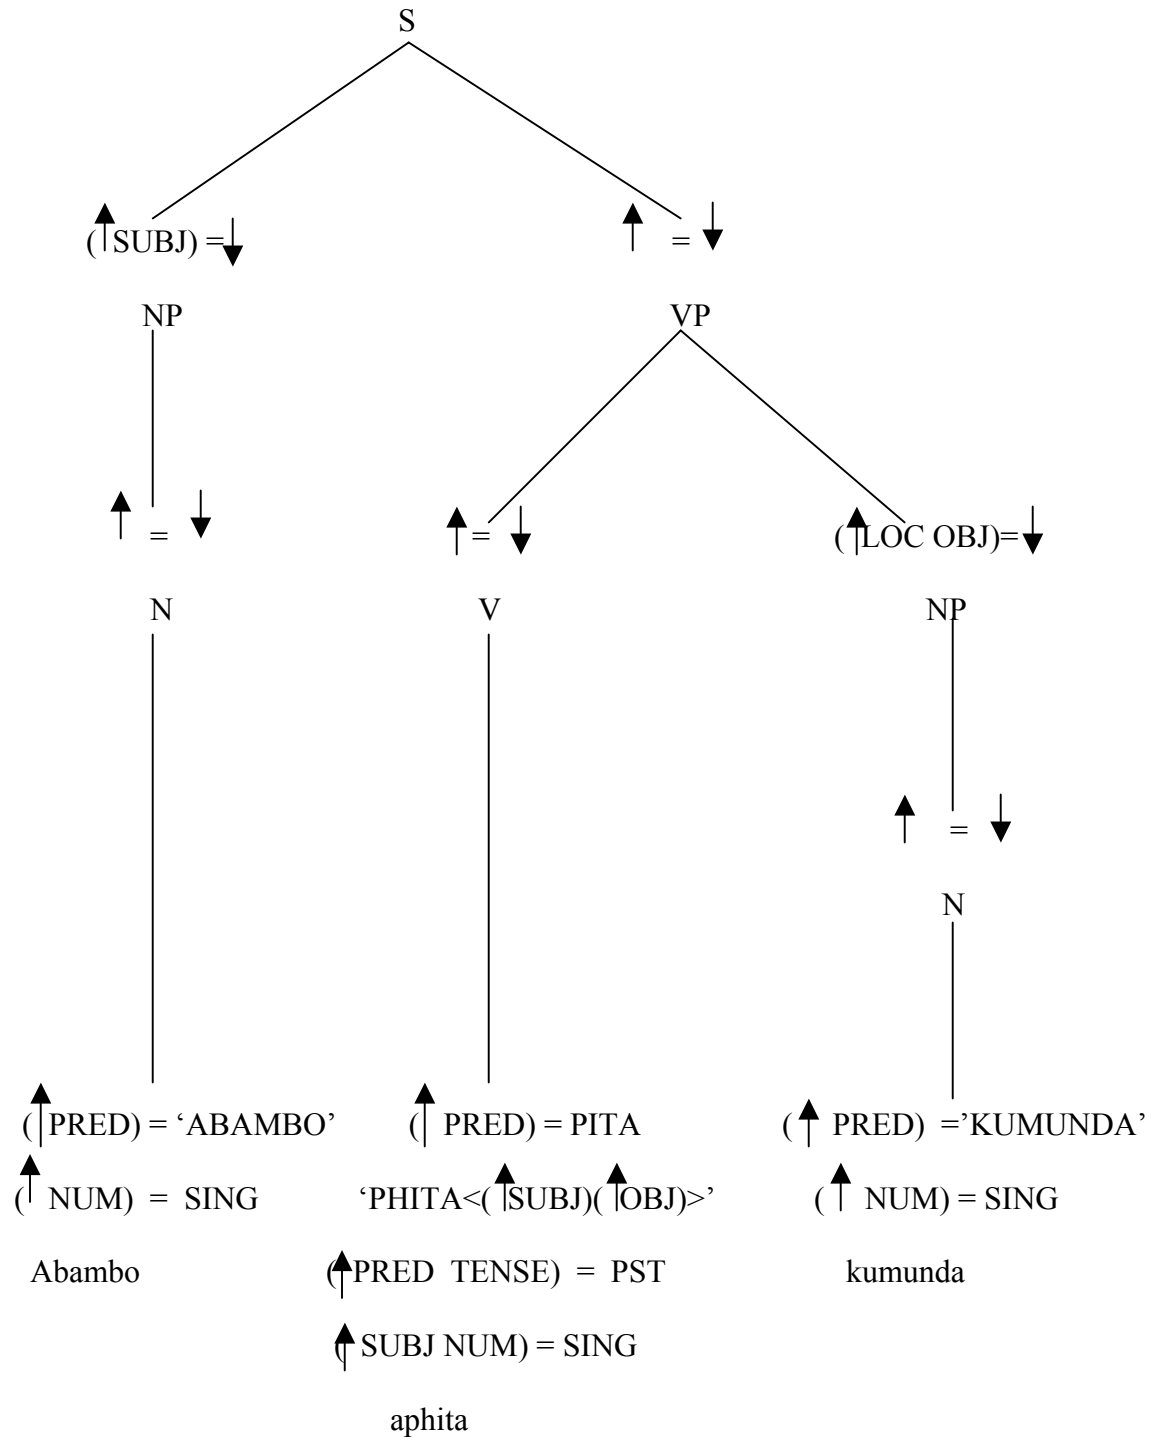 S
(↑SUBJ) =↓ ↑ = ↓
NP VP
↑ = ↓ ↑ = ↓ (↑LOC OBJ)=↓
N V NP
↑ = ↓
N
(↑PRED) = ‘ABAMBO’ (↑ PRED) = PITA (↑ PRED) =’KUMUNDA’
(↑ NUM) = SING ‘PHITA<(↑SUBJ)(↑OBJ)>’ (↑ NUM) = SING
Abambo (↑PRED TENSE) = PST kumunda
(↑ SUBJ NUM) = SING
aphita